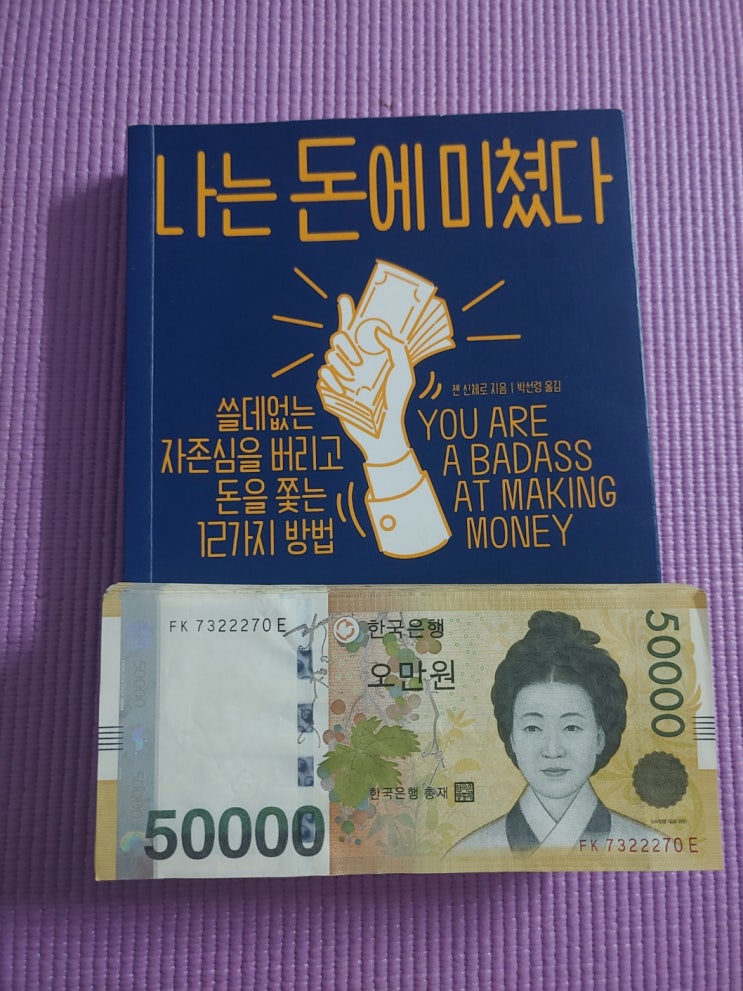 나는 돈에 미쳤다
젠 신체로 지음 | 박선령 옮김
쓸데없는
자존심을 버리고
돈을 쫓는
12가지 방법
YOU ARE
A BADASS
AT MAKING
MONEY
FK 7322270 E
한국은행
오만원
50000
한국은행 총재
50000
FK 7322270 E